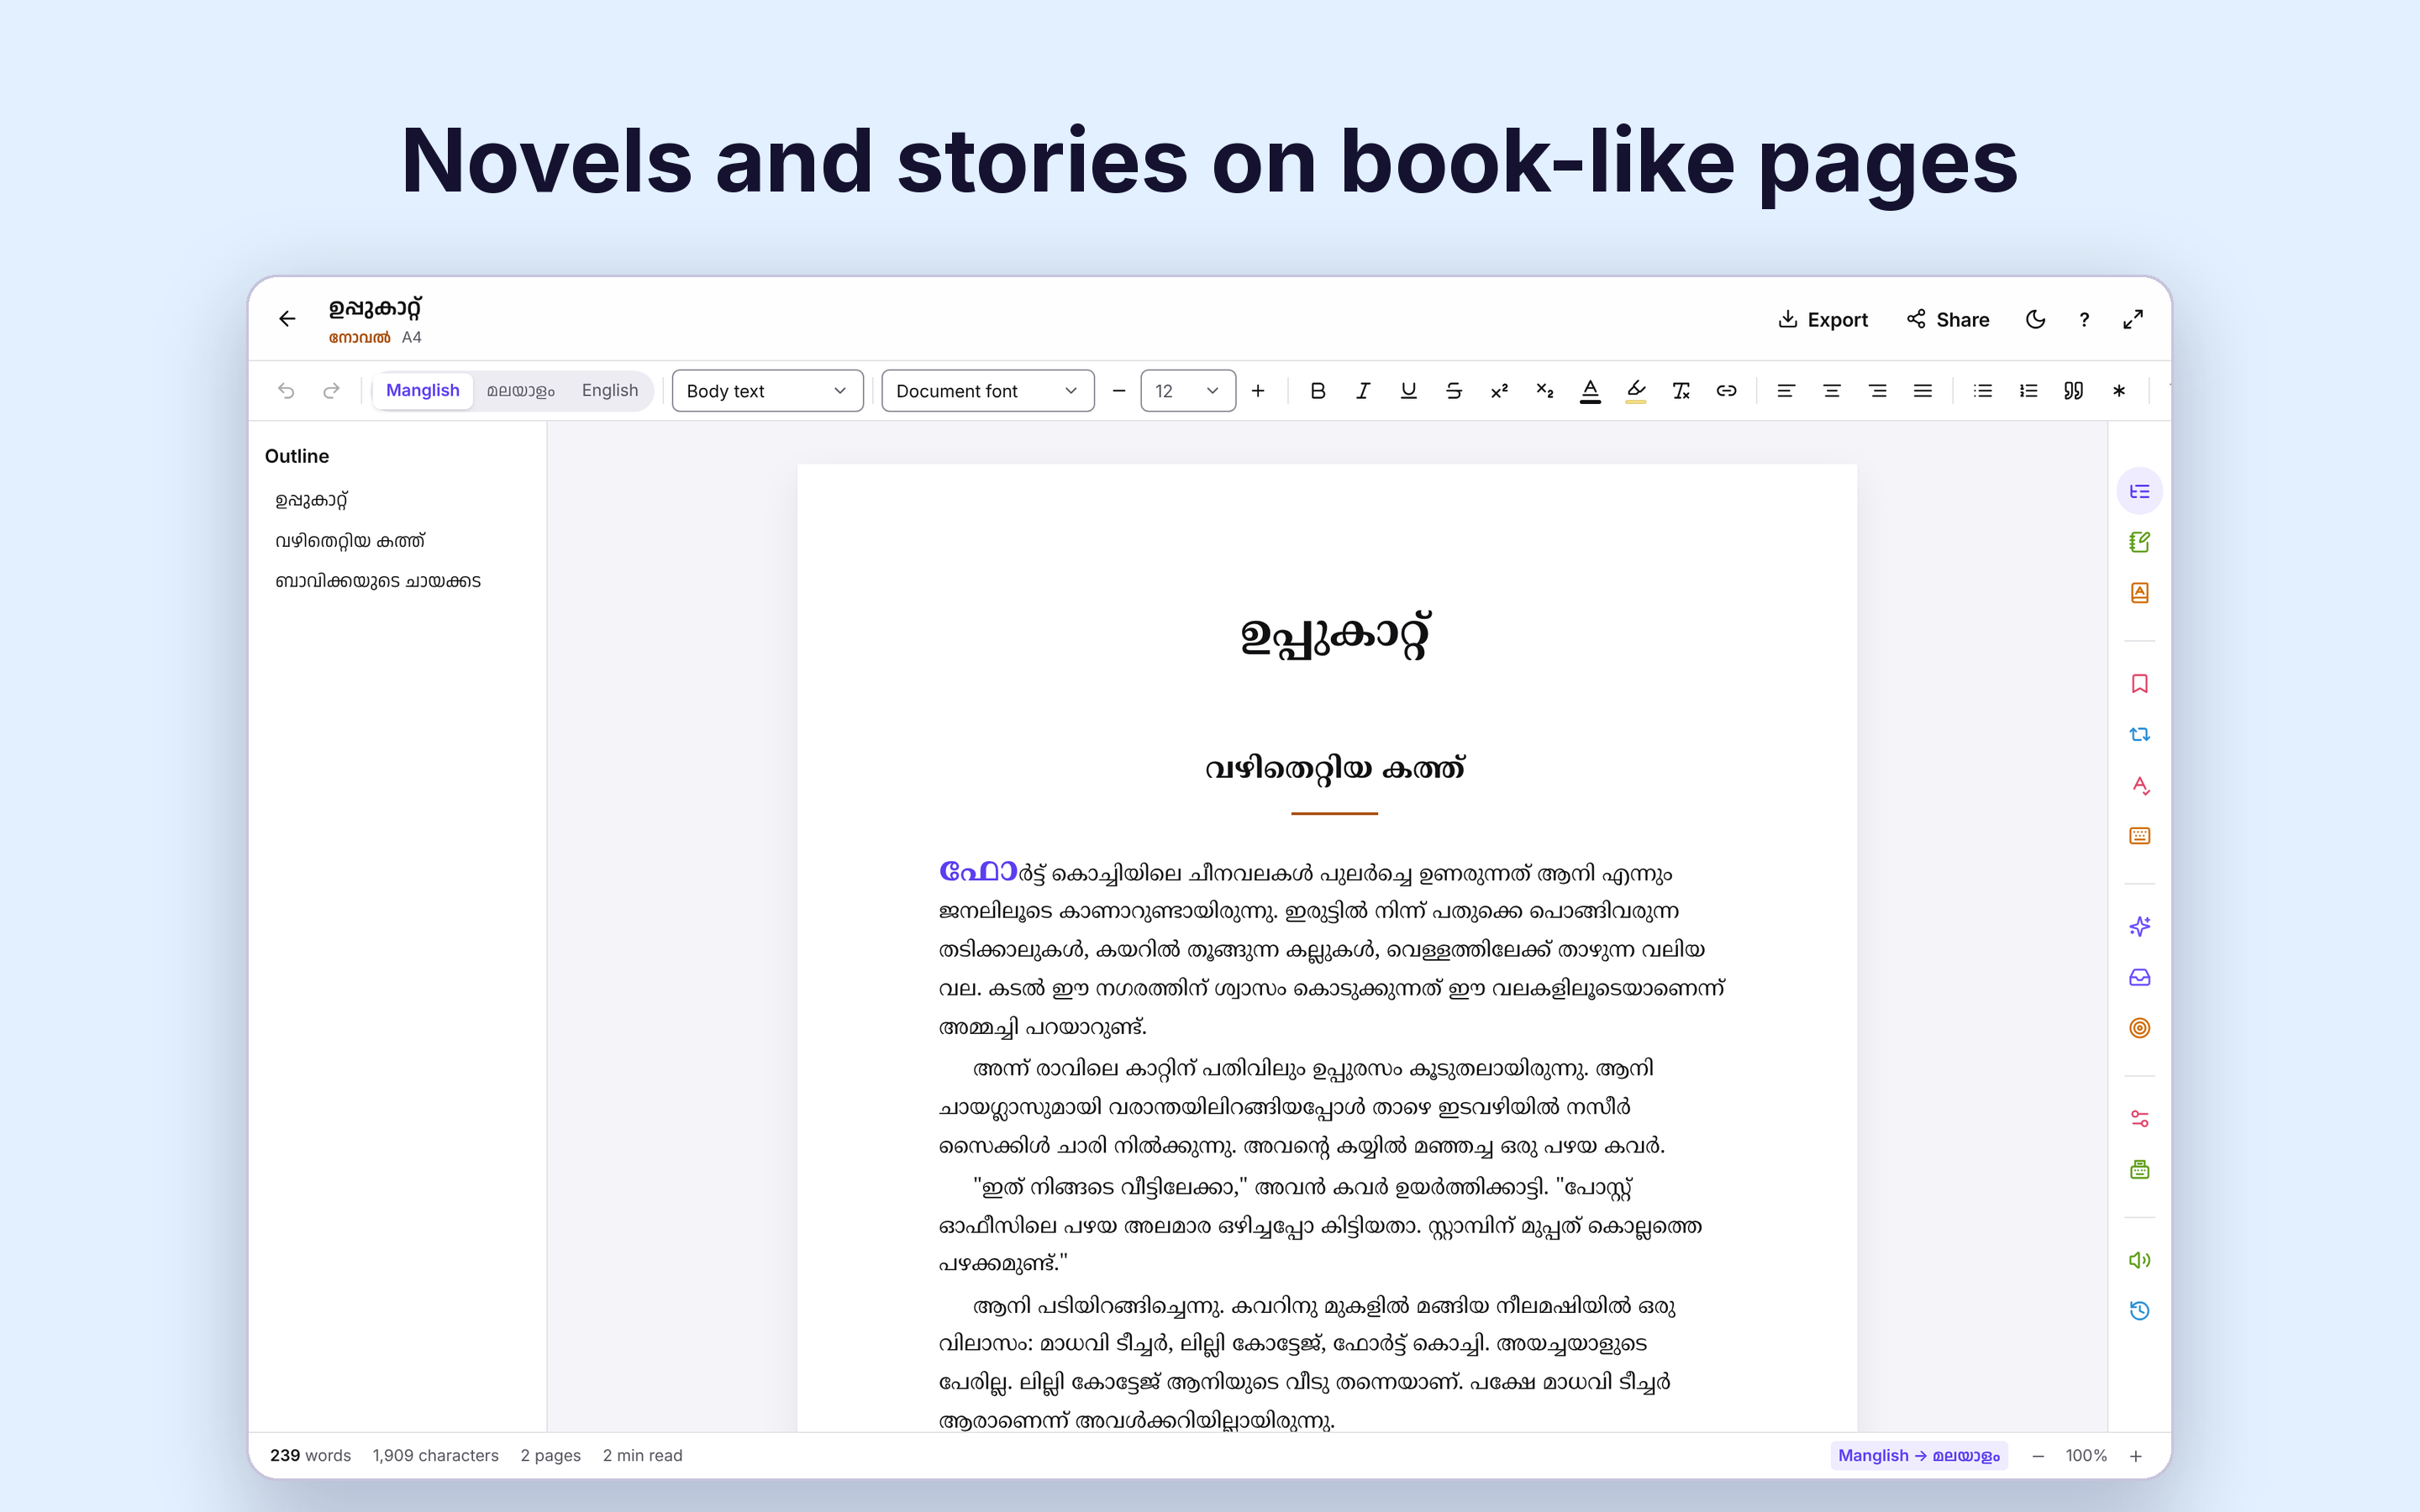 Novels and stories on book-like pages
ഉപ്പുകാറ്റ്
നോവൽ A4
Export Share ?
Manglish മലയാളം English Body text Document font − 12 + B I U S x² x₂ A
Outline
ഉപ്പുകാറ്റ്
വഴിതെറ്റിയ കത്ത്
ബാവിക്കയുടെ ചായക്കട
ഉപ്പുകാറ്റ്
വഴിതെറ്റിയ കത്ത്
ഫോർട്ട് കൊച്ചിയിലെ ചീനവലകൾ പുലർച്ചെ ഉണരുന്നത് ആനി എന്നും
ജനലിലൂടെ കാണാറുണ്ടായിരുന്നു. ഇരുട്ടിൽ നിന്ന് പതുക്കെ പൊങ്ങിവരുന്ന
തടിക്കാലുകൾ, കയറിൽ തൂങ്ങുന്ന കല്ലുകൾ, വെള്ളത്തിലേക്ക് താഴുന്ന വലിയ
വല. കടൽ ഈ നഗരത്തിന് ശ്വാസം കൊടുക്കുന്നത് ഈ വലകളിലൂടെയാണെന്ന്
അമ്മച്ചി പറയാറുണ്ട്.
അന്ന് രാവിലെ കാറ്റിന് പതിവിലും ഉപ്പുരസം കൂടുതലായിരുന്നു. ആനി
ചായഗ്ലാസുമായി വരാന്തയിലിറങ്ങിയപ്പോൾ താഴെ ഇടവഴിയിൽ നസീർ
സൈക്കിൾ ചാരി നിൽക്കുന്നു. അവന്റെ കയ്യിൽ മഞ്ഞച്ച ഒരു പഴയ കവർ.
"ഇത് നിങ്ങടെ വീട്ടിലേക്കാ," അവൻ കവർ ഉയർത്തിക്കാട്ടി. "പോസ്റ്റ്
ഓഫീസിലെ പഴയ അലമാര ഒഴിച്ചപ്പോ കിട്ടിയതാ. സ്റ്റാമ്പിന് മുപ്പത് കൊല്ലത്തെ
പഴക്കമുണ്ട്."
ആനി പടിയിറങ്ങിച്ചെന്നു. കവറിനു മുകളിൽ മങ്ങിയ നീലമഷിയിൽ ഒരു
വിലാസം: മാധവി ടീച്ചർ, ലില്ലി കോട്ടേജ്, ഫോർട്ട് കൊച്ചി. അയച്ചയാളുടെ
പേരില്ല. ലില്ലി കോട്ടേജ് ആനിയുടെ വീടു തന്നെയാണ്. പക്ഷേ മാധവി ടീച്ചർ
ആരാണെന്ന് അവൾക്കറിയില്ലായിരുന്നു.
239 words 1,909 characters 2 pages 2 min read Manglish → മലയാളം − 100% +